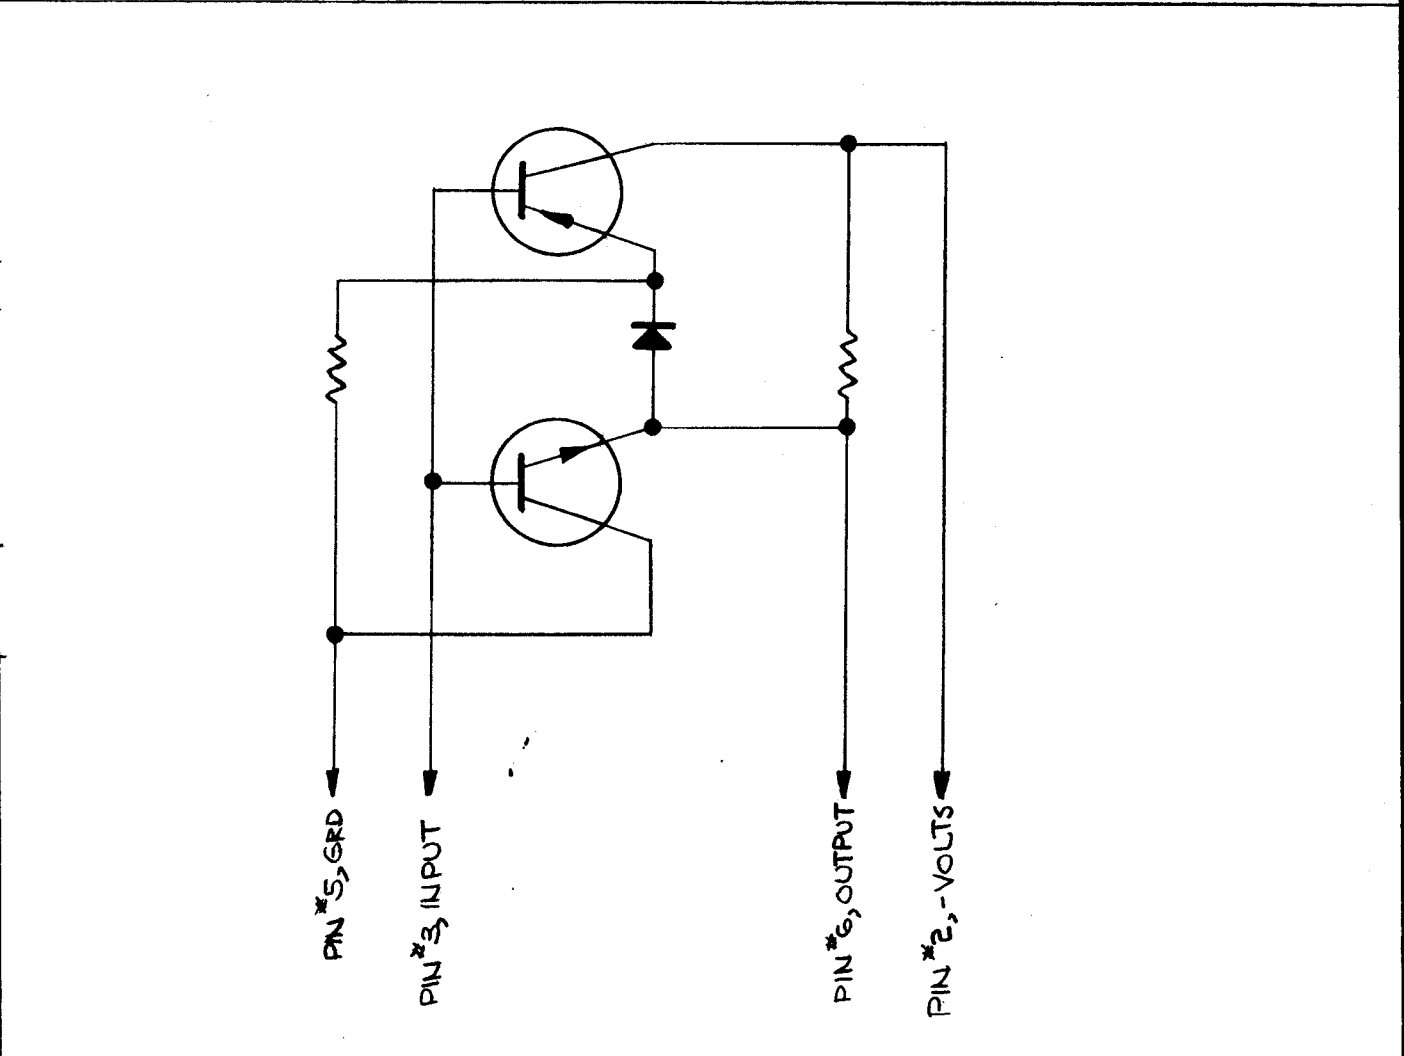 PIN #5, GRD
PIN #3, INPUT
PIN #6, OUTPUT
PIN #2, -VOLTS